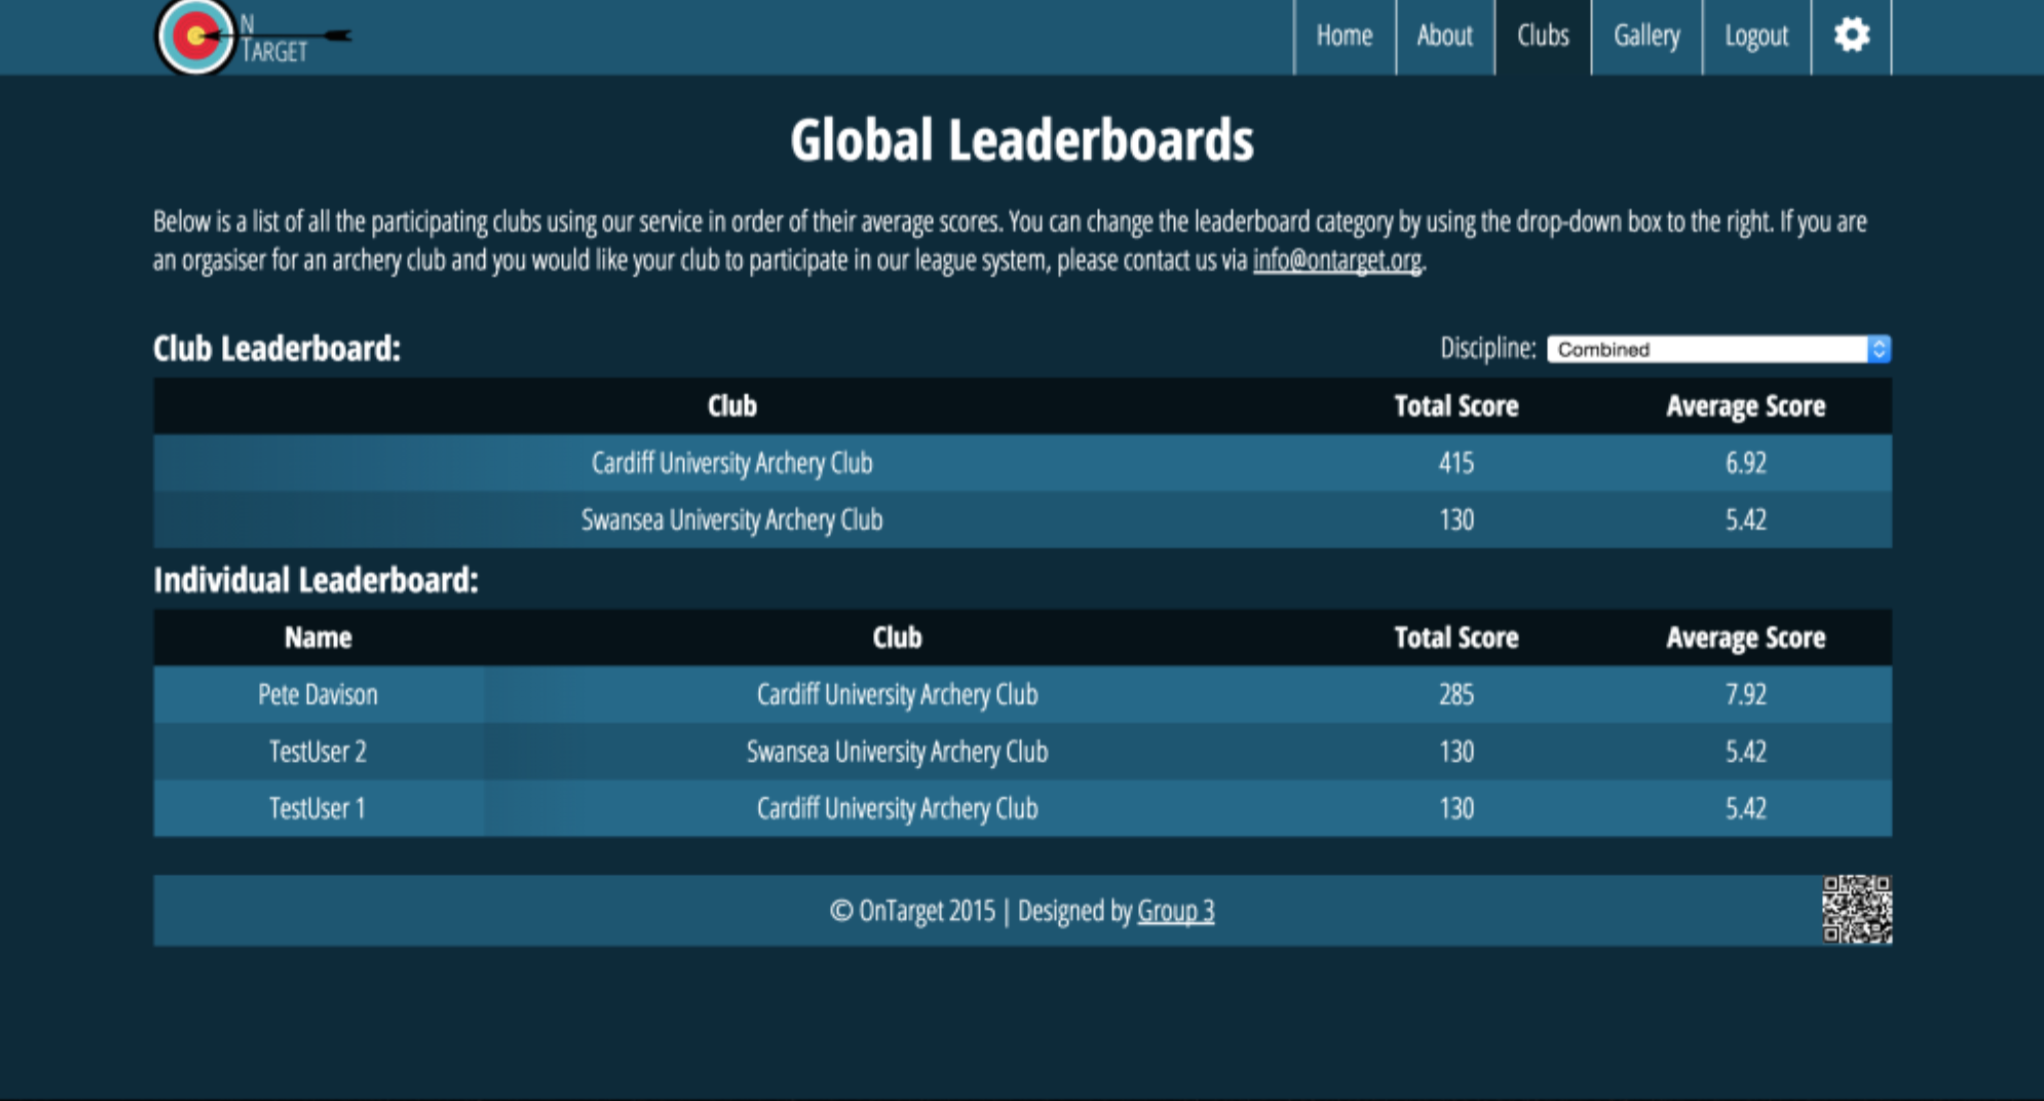 N
TARGET
Home About Clubs Gallery Logout
Global Leaderboards
Below is a list of all the participating clubs using our service in order of their average scores. You can change the leaderboard category by using the drop-down box to the right. If you are
an orgasiser for an archery club and you would like your club to participate in our league system, please contact us via info@ontarget.org.
Club Leaderboard: Discipline: Combined
Club Total Score Average Score
Cardiff University Archery Club 415 6.92
Swansea University Archery Club 130 5.42
Individual Leaderboard:
Name Club Total Score Average Score
Pete Davison Cardiff University Archery Club 285 7.92
TestUser 2 Swansea University Archery Club 130 5.42
TestUser 1 Cardiff University Archery Club 130 5.42
© OnTarget 2015 | Designed by Group 3